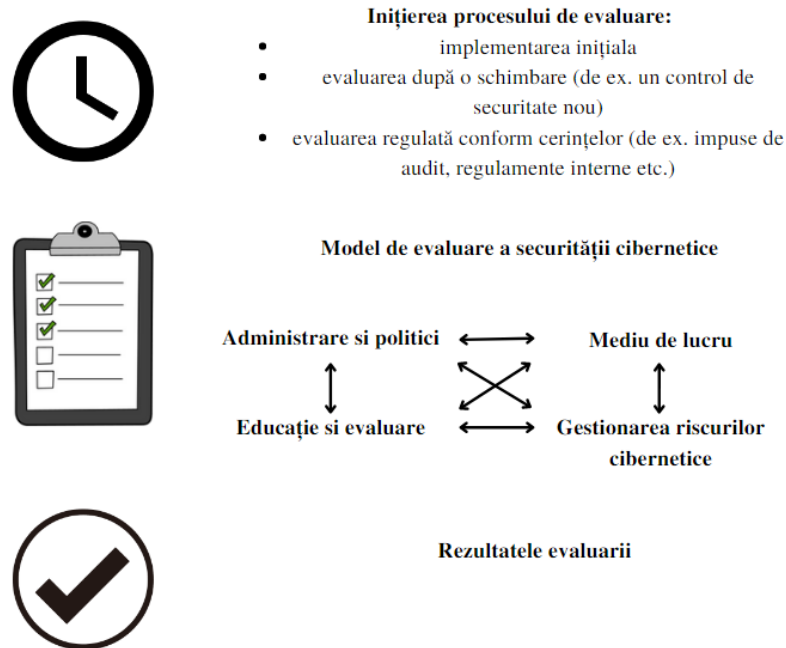 Inițierea procesului de evaluare:
• implementarea inițiala
• evaluarea după o schimbare (de ex. un control de
securitate nou)
• evaluarea regulată conform cerințelor (de ex. impuse de
audit, regulamente interne etc.)
Model de evaluare a securității cibernetice
Administrare si politici
Mediu de lucru
Educație si evaluare
Gestionarea riscurilor
cibernetice
Rezultatele evaluarii